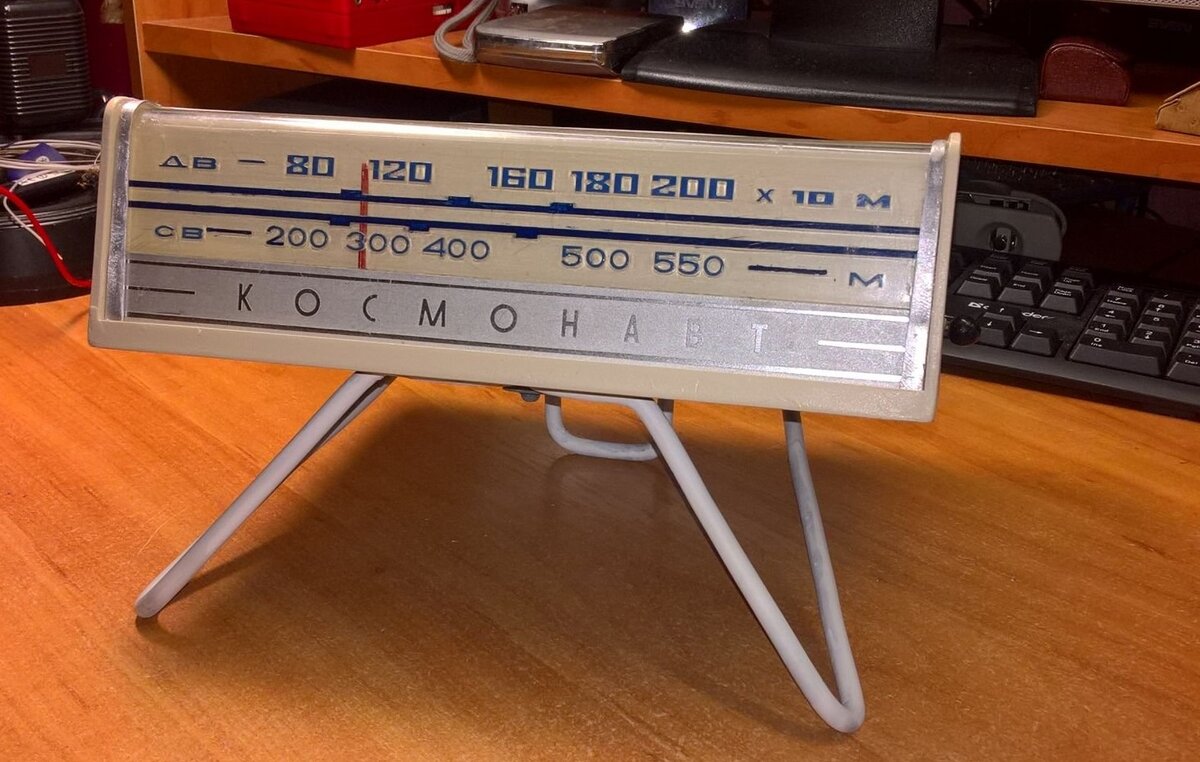 ДВ — 80 120 160 180 200 x 10 М
СВ — 200 300 400 500 550 — М
КОСМОНАВТ